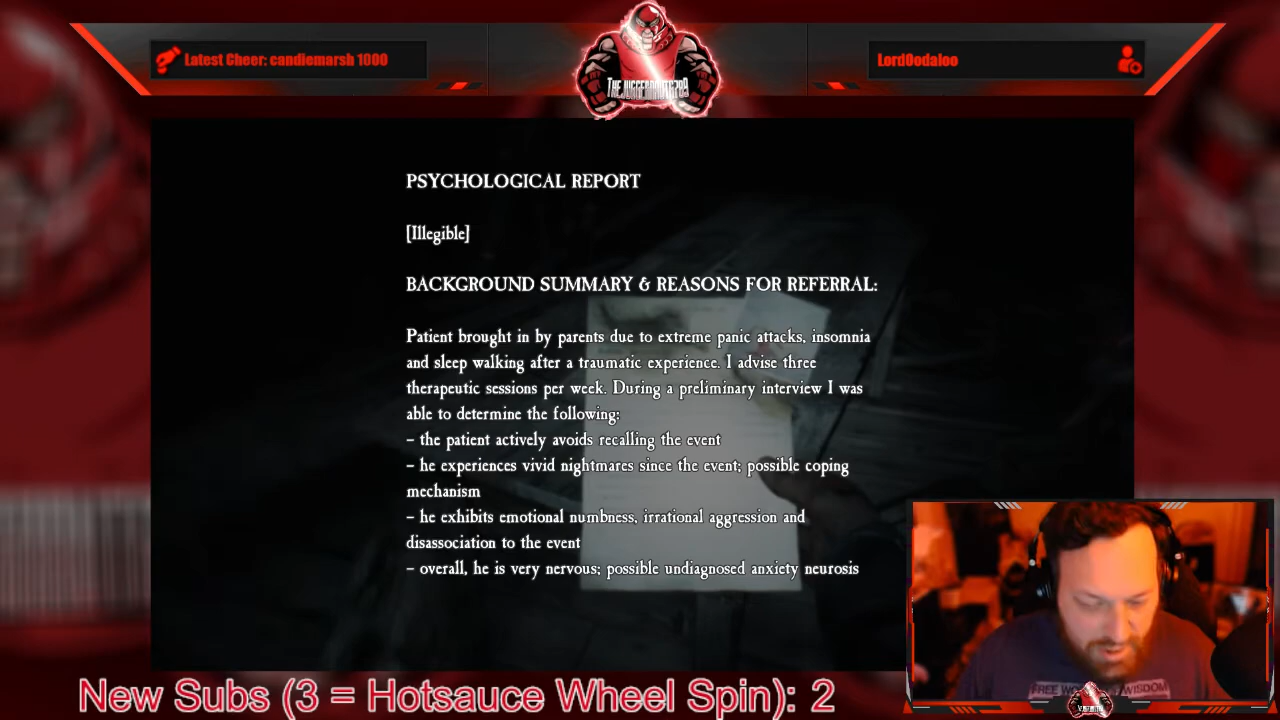 Latest Cheer: candiemarsh 1000
LordOodaloo
PSYCHOLOGICAL REPORT
[Illegible]
BACKGROUND SUMMARY & REASONS FOR REFERRAL:
Patient brought in by parents due to extreme panic attacks, insomnia
and sleep walking after a traumatic experience. I advise three
therapeutic sessions per week. During a preliminary interview I was
able to determine the following:
– the patient actively avoids recalling the event
– he experiences vivid nightmares since the event; possible coping
mechanism
– he exhibits emotional numbness, irrational aggression and
disassociation to the event
– overall, he is very nervous; possible undiagnosed anxiety neurosis
FREE WISDOM
New Subs (3 = Hotsauce Wheel Spin): 2